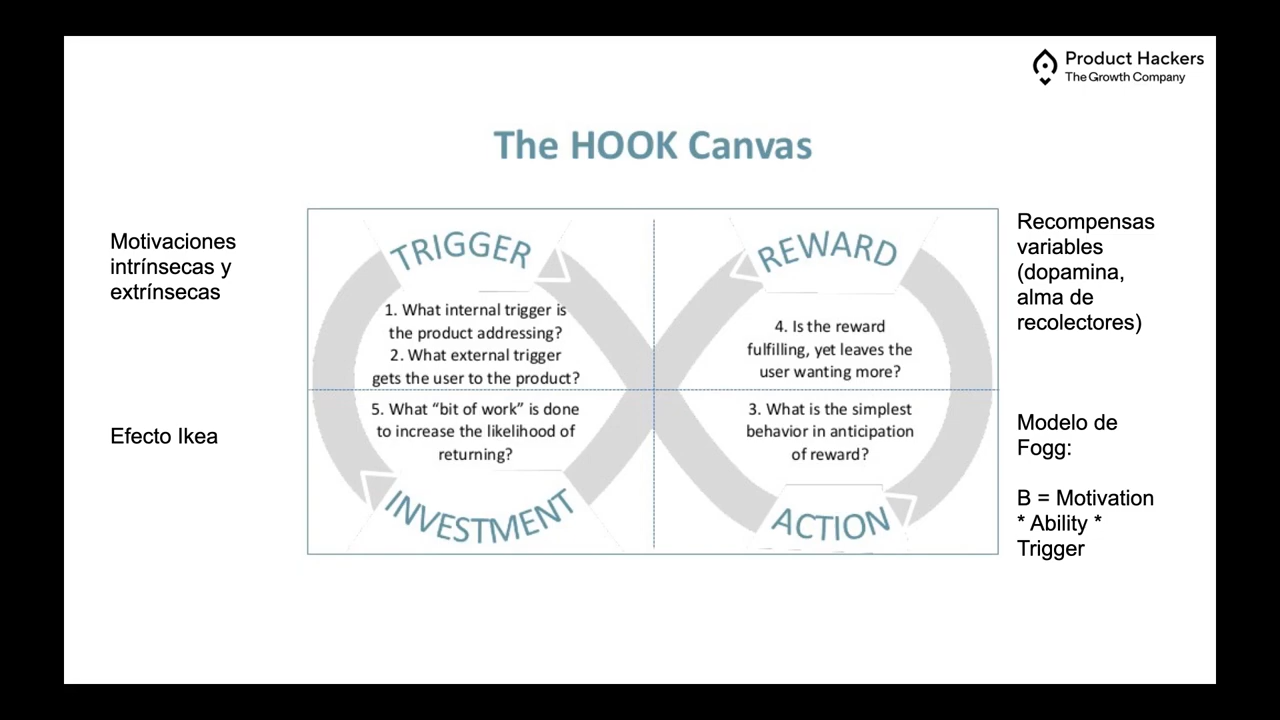 Product Hackers
The Growth Company
The HOOK Canvas
Motivaciones
intrínsecas y
extrínsecas
TRIGGER
1. What internal trigger is
the product addressing?
2. What external trigger
gets the user to the product?
REWARD
4. Is the reward
fulfilling, yet leaves the
user wanting more?
Recompensas
variables
(dopamina,
alma de
recolectores)
Efecto Ikea
5. What “bit of work” is done
to increase the likelihood of
returning?
INVESTMENT
3. What is the simplest
behavior in anticipation
of reward?
ACTION
Modelo de
Fogg:
B = Motivation
* Ability *
Trigger